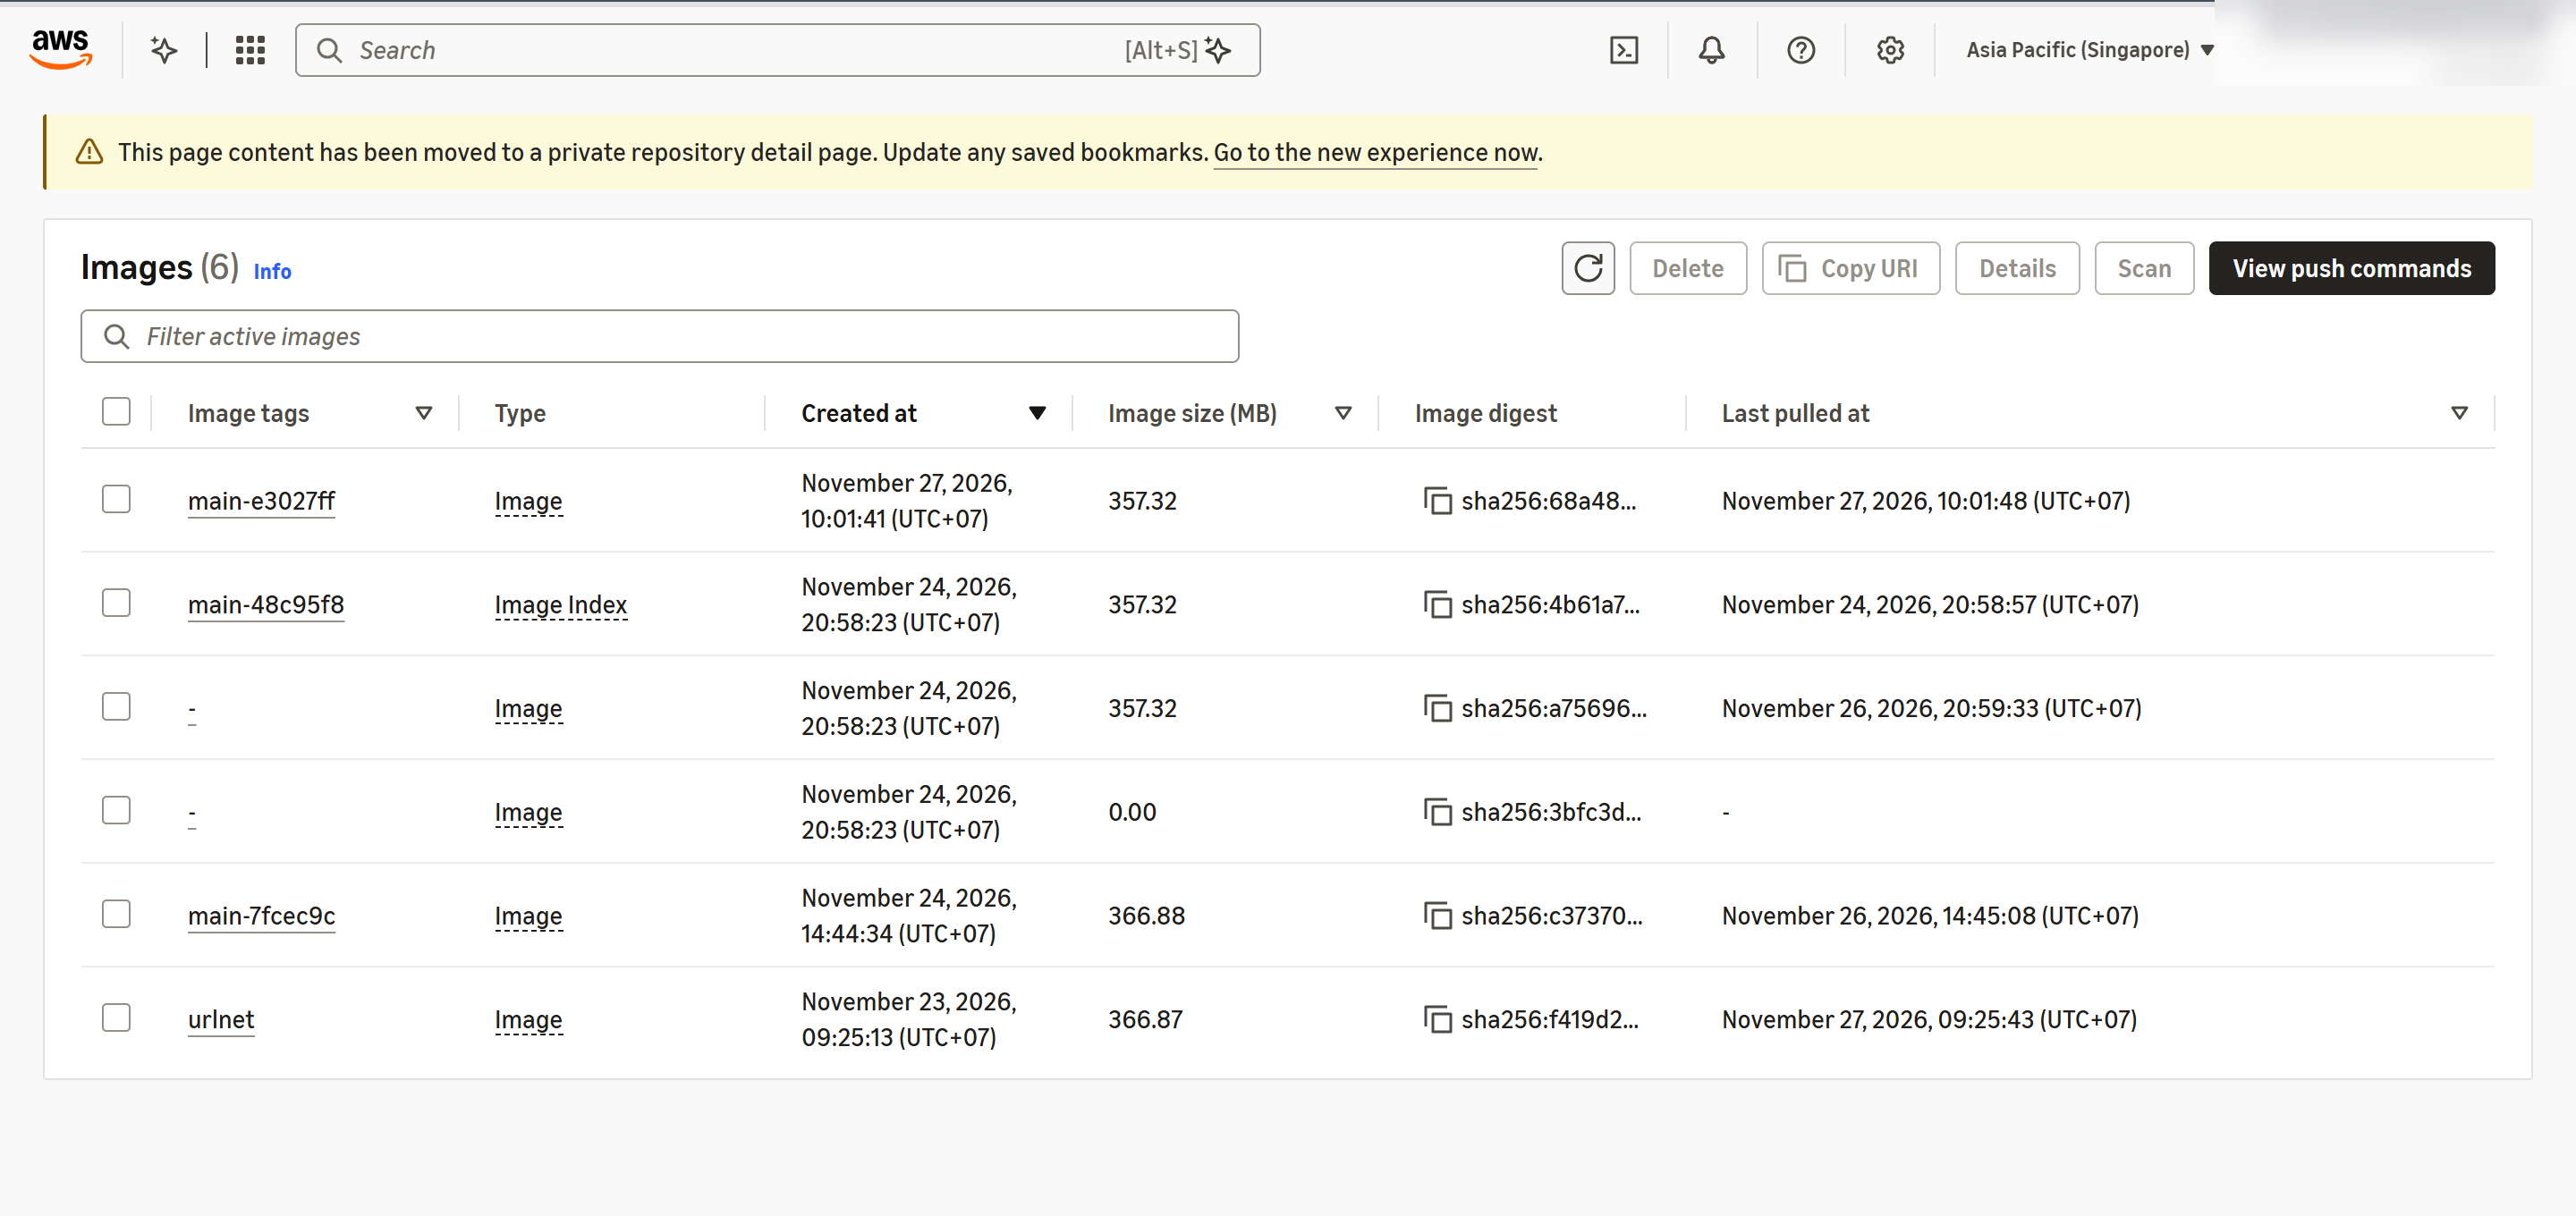 aws
Search [Alt+S]
Asia Pacific (Singapore)
This page content has been moved to a private repository detail page. Update any saved bookmarks. Go to the new experience now.
Images (6) Info
Delete Copy URI Details Scan View push commands
Filter active images
Image tags Type Created at Image size (MB) Image digest Last pulled at
main-e3027ff Image November 27, 2026, 357.32 sha256:68a48... November 27, 2026, 10:01:48 (UTC+07)
10:01:41 (UTC+07)
main-48c95f8 Image Index November 24, 2026, 357.32 sha256:4b61a7... November 24, 2026, 20:58:57 (UTC+07)
20:58:23 (UTC+07)
- Image November 24, 2026, 357.32 sha256:a75696... November 26, 2026, 20:59:33 (UTC+07)
20:58:23 (UTC+07)
- Image November 24, 2026, 0.00 sha256:3bfc3d... -
20:58:23 (UTC+07)
main-7fcec9c Image November 24, 2026, 366.88 sha256:c37370... November 26, 2026, 14:45:08 (UTC+07)
14:44:34 (UTC+07)
urlnet Image November 23, 2026, 366.87 sha256:f419d2... November 27, 2026, 09:25:43 (UTC+07)
09:25:13 (UTC+07)